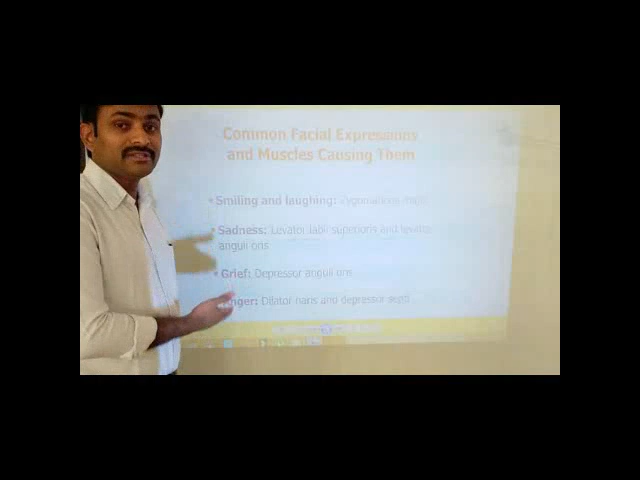 Common Facial Expressions
and Muscles Causing Them
• Smiling and laughing: Zygomaticus major
• Sadness: Levator labii superioris and levator
anguli oris
• Grief: Depressor anguli oris
Anger: Dilator naris and depressor septi